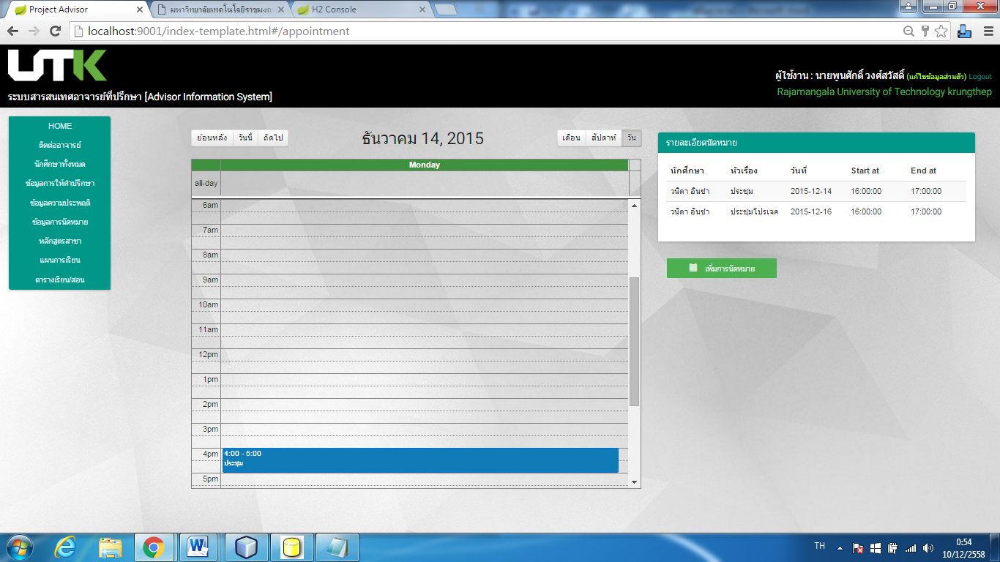 Project Advisor
มหาวิทยาลัยเทคโนโลยีราชมงค
H2 Console
localhost:9001/index-template.html#/appointment
UTK
ระบบสารสนเทศอาจารย์ที่ปรึกษา [Advisor Information System]
ผู้ใช้งาน : นายพูนศักดิ์ วงศ์สวัสดิ์ (แก้ไขข้อมูลส่วนตัว) Logout
Rajamangala University of Technology krungthep
HOME
ติดต่ออาจารย์
นักศึกษาทั้งหมด
ข้อมูลการให้คำปรึกษา
ข้อมูลความประพฤติ
ข้อมูลการนัดหมาย
หลักสูตรสาขา
แผนการเรียน
ตารางเรียน/สอน
ย้อนหลัง วันนี้ ถัดไป
ธันวาคม 14, 2015
เดือน สัปดาห์ วัน
Monday
all-day
6am
7am
8am
9am
10am
11am
12pm
1pm
2pm
3pm
4pm
4:00 - 5:00
ประชุม
5pm
รายละเอียดนัดหมาย
นักศึกษา หัวเรื่อง วันที่ Start at End at
วนิดา อินขำ ประชุม 2015-12-14 16:00:00 17:00:00
วนิดา อินขำ ประชุมโปรเจค 2015-12-16 16:00:00 17:00:00
เพิ่มการนัดหมาย
TH
0:54
10/12/2558